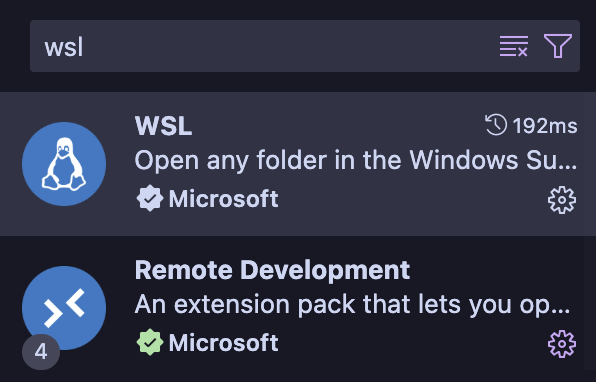 wsl
WSL 192ms
Open any folder in the Windows Su...
Microsoft
Remote Development
An extension pack that lets you op...
4 Microsoft